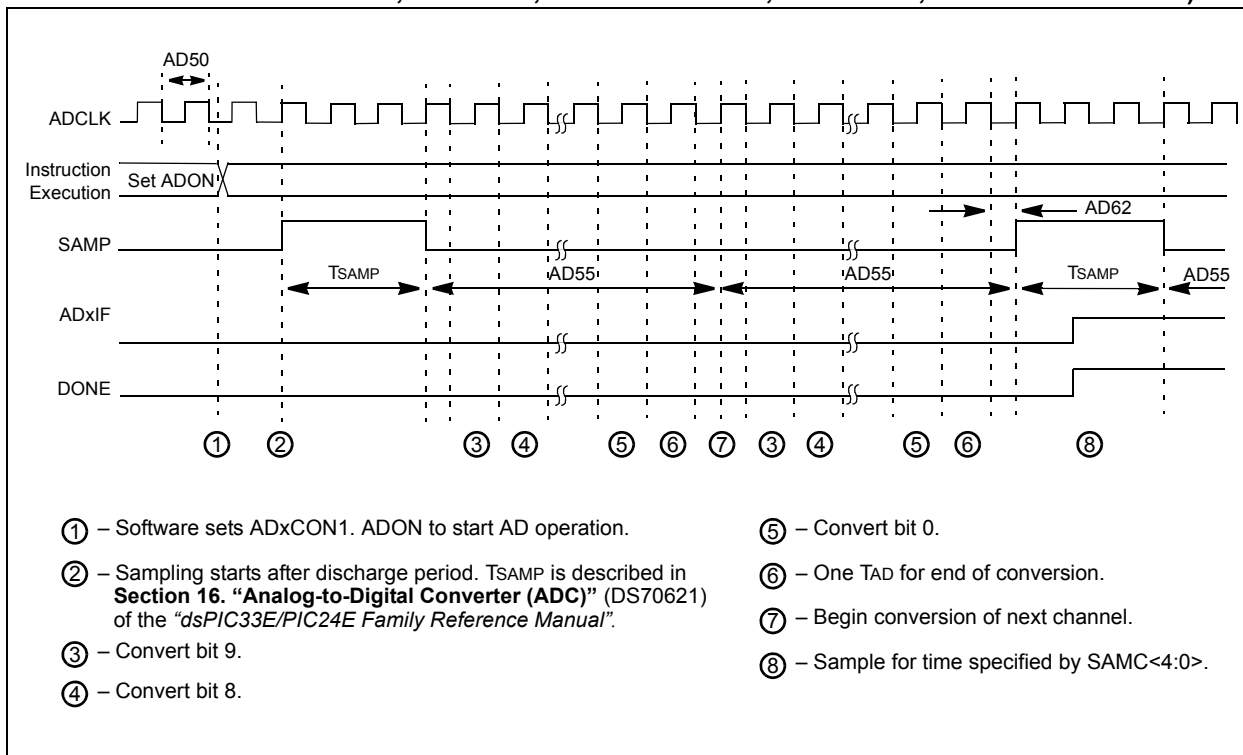 AD50
ADCLK
Instruction
Execution
Set ADON
AD62
SAMP
TSAMP
AD55
AD55
TSAMP
AD55
ADxIF
DONE
1 2 3 4 5 6 7 3 4 5 6 8
1 – Software sets ADxCON1. ADON to start AD operation.
2 – Sampling starts after discharge period. TSAMP is described in
Section 16. “Analog-to-Digital Converter (ADC)” (DS70621)
of the “dsPIC33E/PIC24E Family Reference Manual”.
3 – Convert bit 9.
4 – Convert bit 8.
5 – Convert bit 0.
6 – One TAD for end of conversion.
7 – Begin conversion of next channel.
8 – Sample for time specified by SAMC<4:0>.